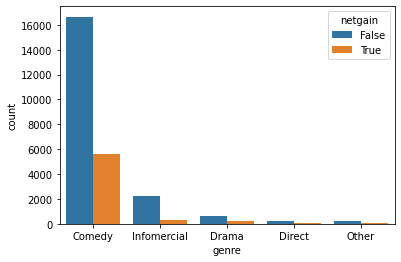 netgain
False
True
16000
14000
12000
10000
8000
6000
4000
2000
0
count
Comedy Infomercial Drama Direct Other
genre